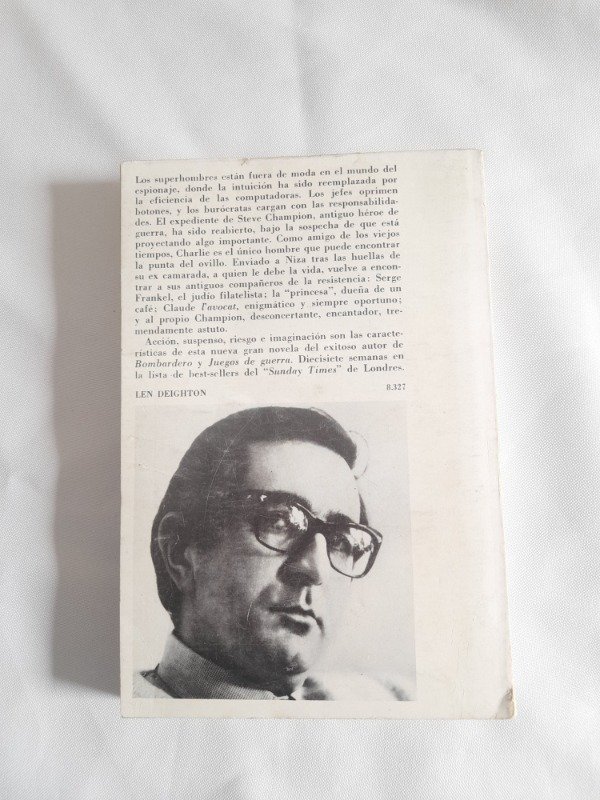 Los superhombres están fuera de moda en el mundo del
espionaje, donde la intuición ha sido reemplazada por
la eficiencia de las computadoras. Los jefes oprimen
botones, y los burócratas cargan con las responsabilida-
des. El expediente de Steve Champion, antiguo héroe de
guerra, ha sido reabierto, bajo la sospecha de que está
proyectando algo importante. Como amigo de los viejos
tiempos, Charlie es el único hombre que puede encontrar
la punta del ovillo. Enviado a Niza tras las huellas de
su ex camarada, a quien le debe la vida, vuelve a encon-
trar a sus antiguos compañeros de la resistencia: Serge
Frankel, el judío filatelista; la "princesa", dueña de un
café; Claude l'avocat, enigmático y siempre oportuno;
y al propio Champion, desconcertante, encantador, tre-
mendamente astuto.
Acción, suspenso, riesgo e imaginación son las caracte-
rísticas de esta nueva gran novela del exitoso autor de
Bombardero y Juegos de guerra. Diecisiete semanas en
la lista de best-sellers del "Sunday Times" de Londres.
LEN DEIGHTON 8.327